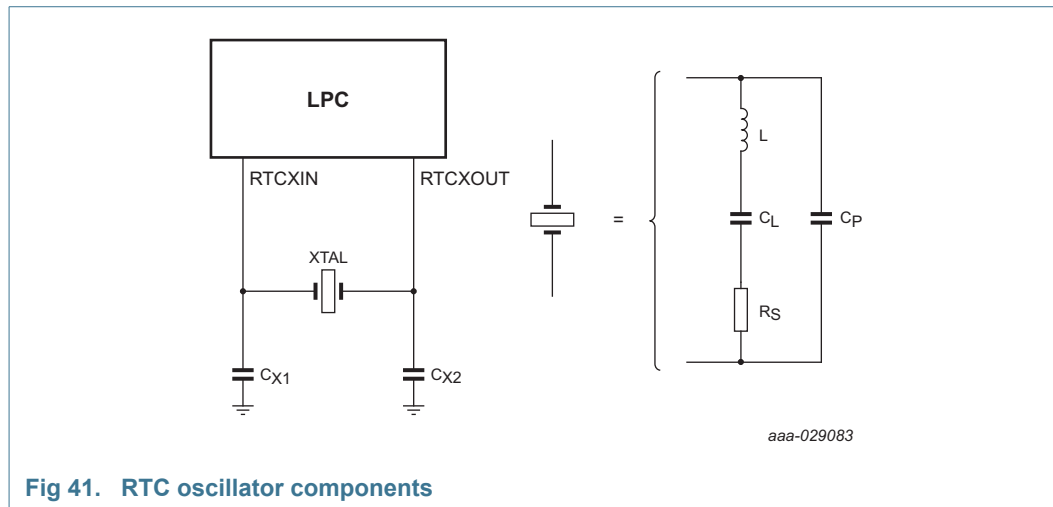 LPC
RTCXIN
RTCXOUT
XTAL
CX1
CX2
=
L
CL
CP
RS
aaa-029083
Fig 41. RTC oscillator components